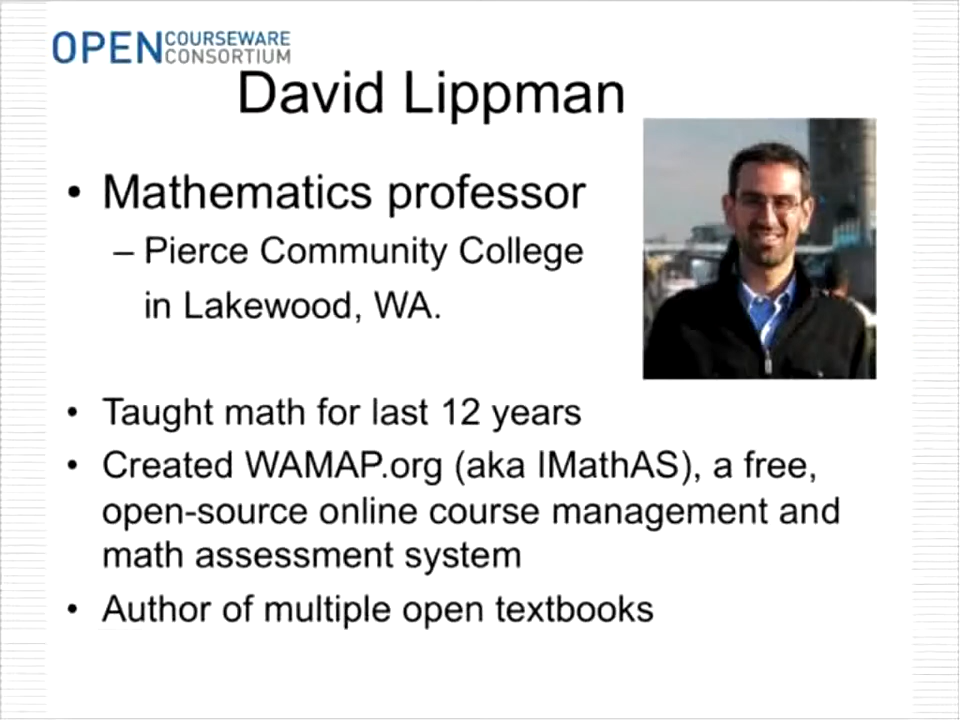 OPEN COURSEWARE
CONSORTIUM
David Lippman
• Mathematics professor
– Pierce Community College
in Lakewood, WA.
• Taught math for last 12 years
• Created WAMAP.org (aka IMathAS), a free,
open-source online course management and
math assessment system
• Author of multiple open textbooks